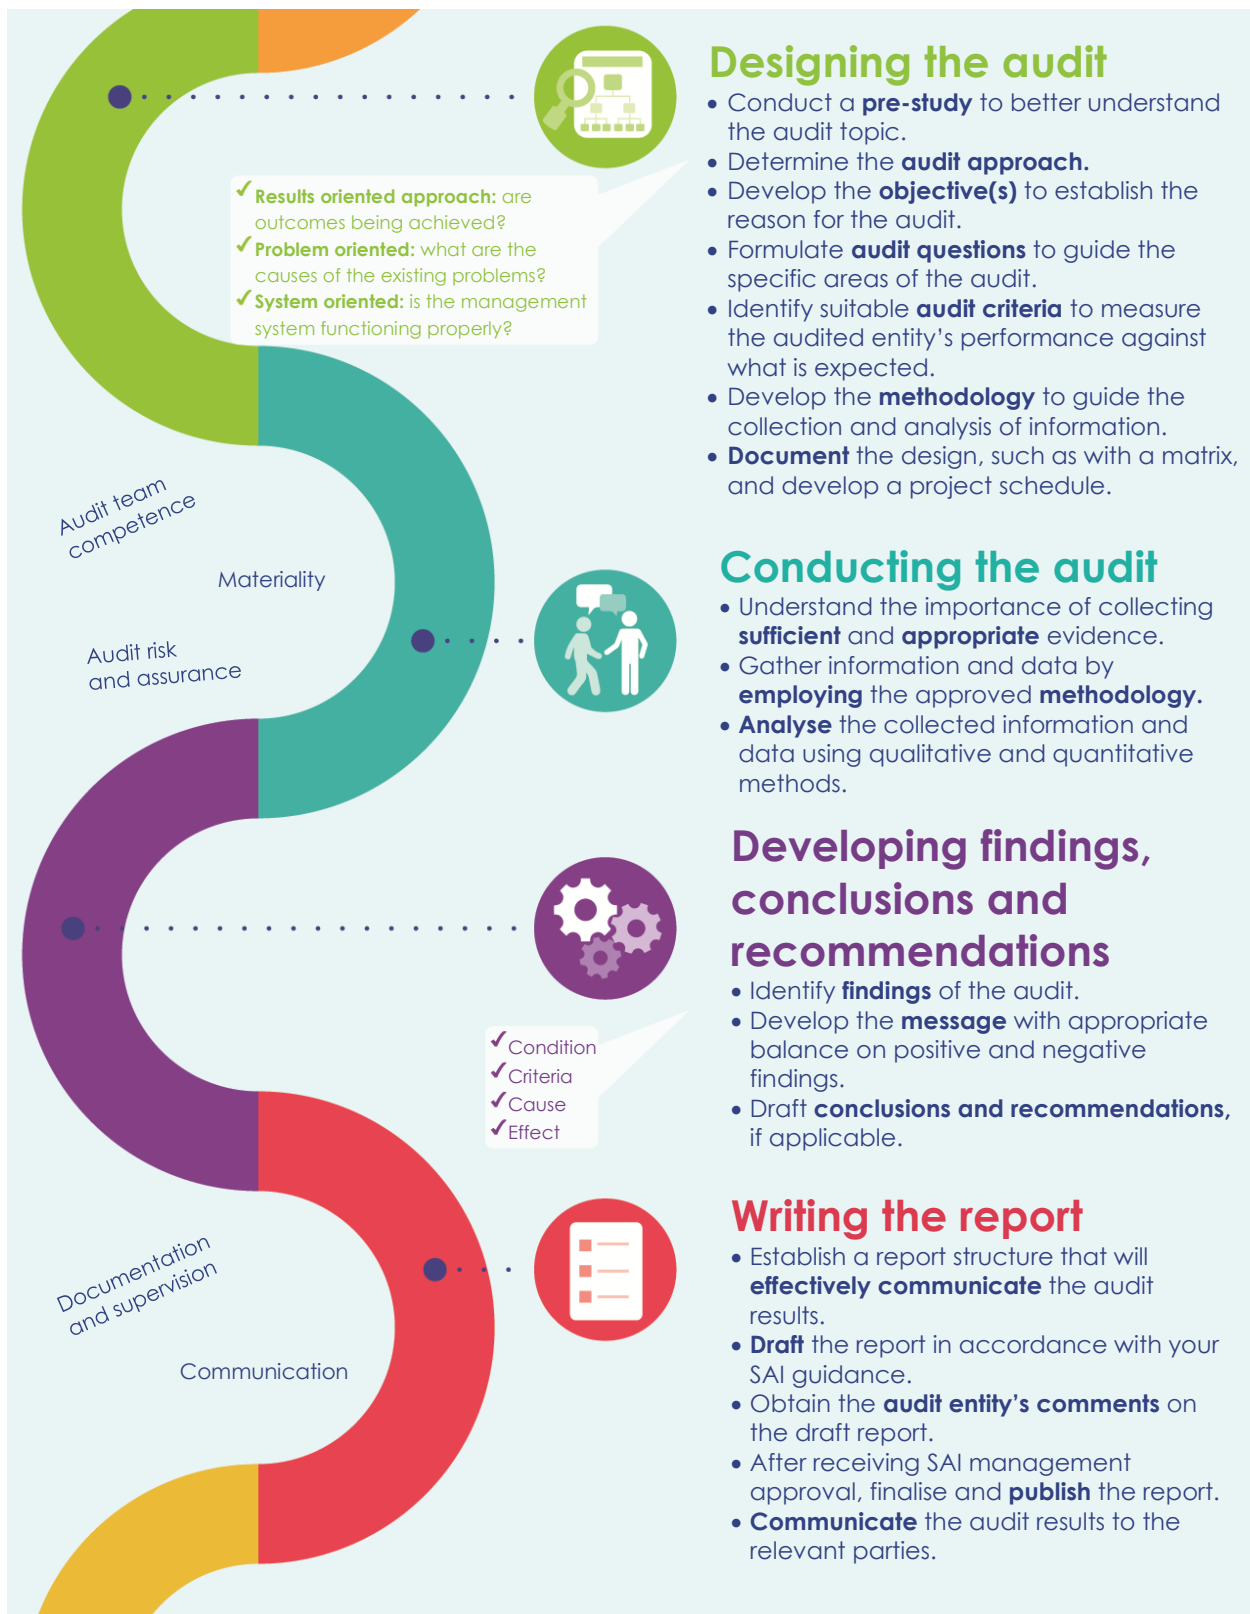 Designing the audit
• Conduct a pre-study to better understand
the audit topic.
• Determine the audit approach.
• Develop the objective(s) to establish the
reason for the audit.
• Formulate audit questions to guide the
specific areas of the audit.
• Identify suitable audit criteria to measure
the audited entity's performance against
what is expected.
• Develop the methodology to guide the
collection and analysis of information.
• Document the design, such as with a matrix,
and develop a project schedule.
✓ Results oriented approach: are
outcomes being achieved?
✓ Problem oriented: what are the
causes of the existing problems?
✓ System oriented: is the management
system functioning properly?
Audit team
competence
Materiality
Audit risk
and assurance
Conducting the audit
• Understand the importance of collecting
sufficient and appropriate evidence.
• Gather information and data by
employing the approved methodology.
• Analyse the collected information and
data using qualitative and quantitative
methods.
Developing findings,
conclusions and
recommendations
• Identify findings of the audit.
• Develop the message with appropriate
balance on positive and negative
findings.
• Draft conclusions and recommendations,
if applicable.
✓ Condition
✓ Criteria
✓ Cause
✓ Effect
Documentation
and supervision
Communication
Writing the report
• Establish a report structure that will
effectively communicate the audit
results.
• Draft the report in accordance with your
SAI guidance.
• Obtain the audit entity's comments on
the draft report.
• After receiving SAI management
approval, finalise and publish the report.
• Communicate the audit results to the
relevant parties.